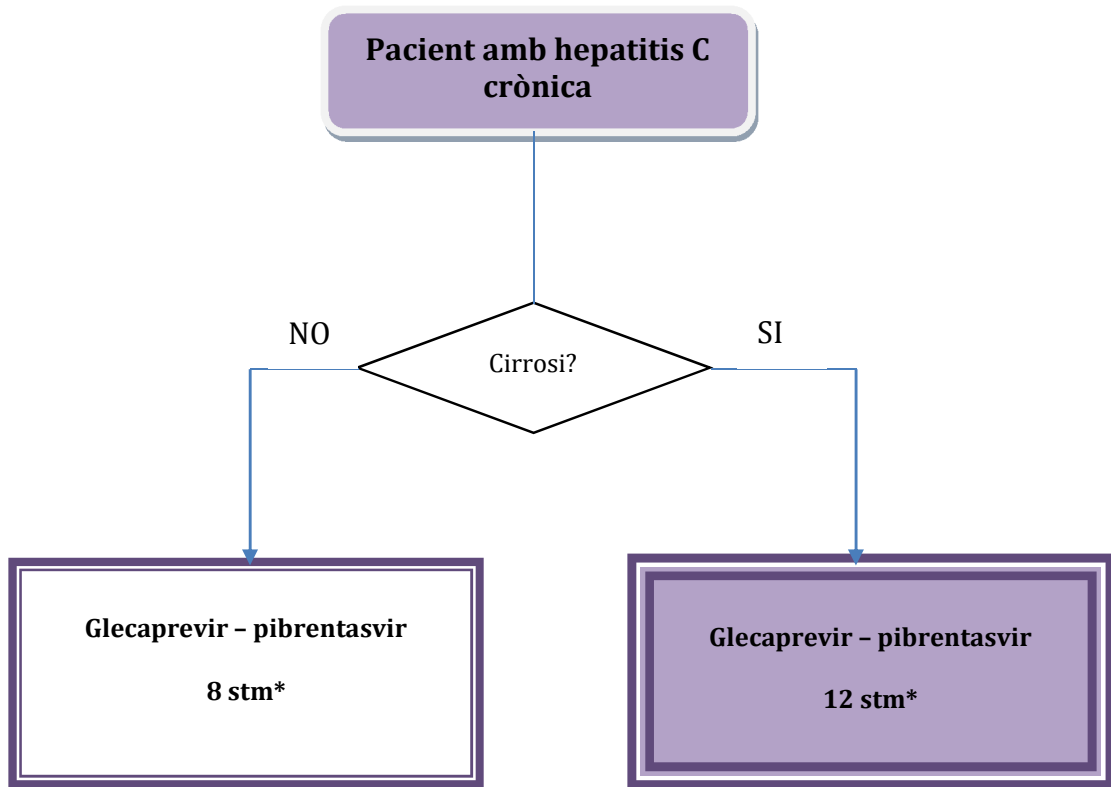 Pacient amb hepatitis C
crònica
NO
SI
Cirrosi?
Glecaprevir – pibrentasvir
8 stm*
Glecaprevir – pibrentasvir
12 stm*